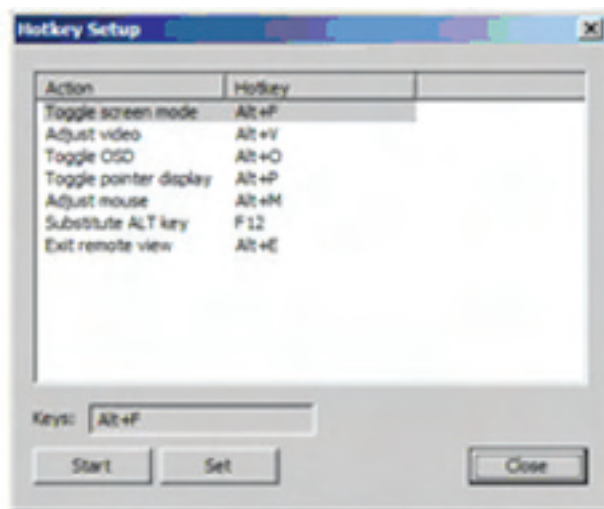 Hotkey Setup
Action Hotkey
Toggle screen mode Alt+F
Adjust video Alt+V
Toggle OSD Alt+O
Toggle pointer display Alt+P
Adjust mouse Alt+M
Substitute ALT key F12
Exit remote view Alt+E
Keys: Alt+F
Start Set Close